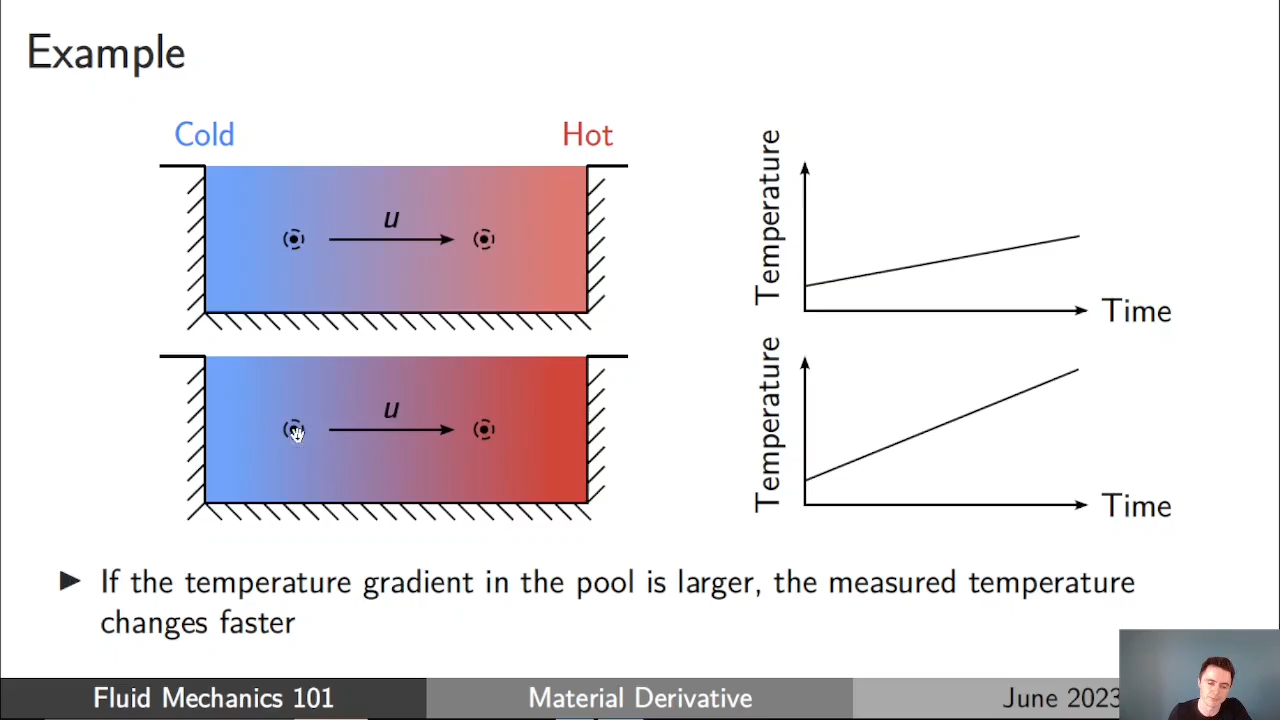 Example
Cold
Hot
u
Temperature
Time
u
Temperature
Time
If the temperature gradient in the pool is larger, the measured temperature
changes faster
Fluid Mechanics 101
Material Derivative
June 2023